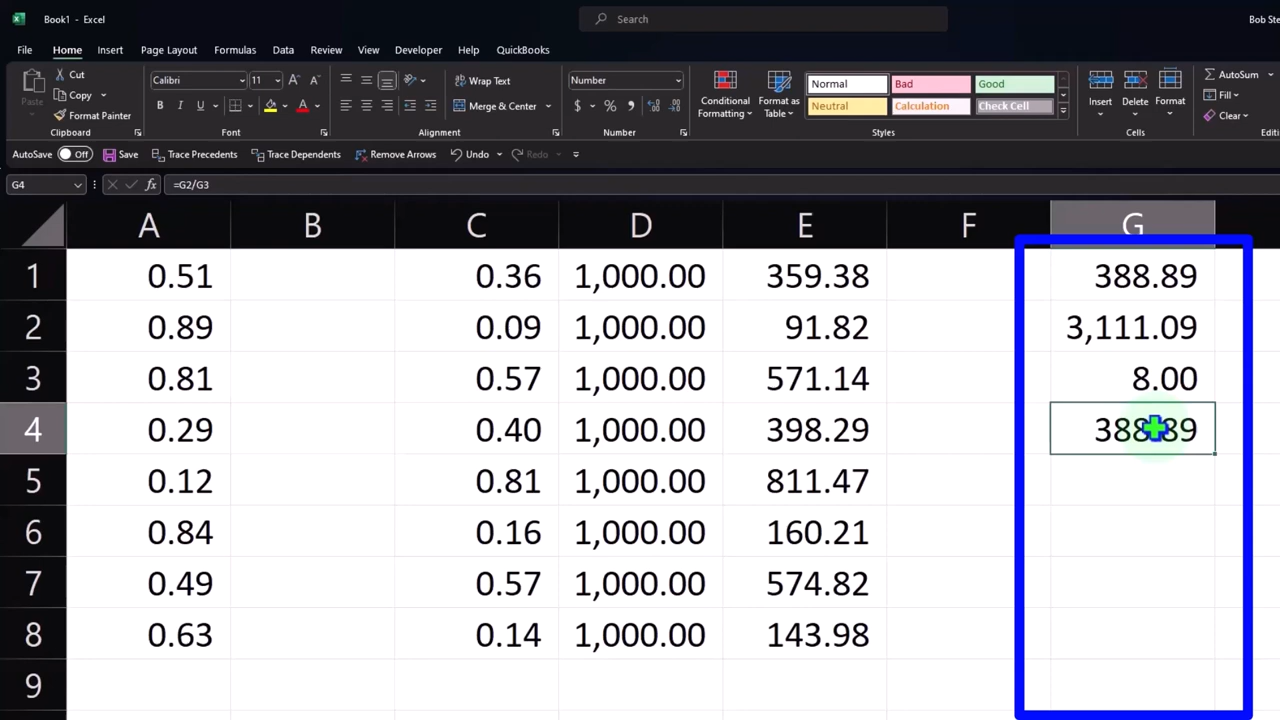 Book1 - Excel
Search
Bob Ste
File Home Insert Page Layout Formulas Data Review View Developer Help QuickBooks
Paste
Cut
Copy
Format Painter
Clipboard
Calibri 11
B I U
Font
Wrap Text
Merge & Center
Alignment
Number
$ % ,
Number
Conditional Formatting
Format as Table
Normal Bad Good
Neutral Calculation Check Cell
Styles
Insert Delete Format
Cells
AutoSum
Fill
Clear
AutoSave Off Save Trace Precedents Trace Dependents Remove Arrows Undo Redo
G4 fx =G2/G3
A B C D E F G
1 0.51 0.36 1,000.00 359.38 388.89
2 0.89 0.09 1,000.00 91.82 3,111.09
3 0.81 0.57 1,000.00 571.14 8.00
4 0.29 0.40 1,000.00 398.29 388.89
5 0.12 0.81 1,000.00 811.47
6 0.84 0.16 1,000.00 160.21
7 0.49 0.57 1,000.00 574.82
8 0.63 0.14 1,000.00 143.98
9